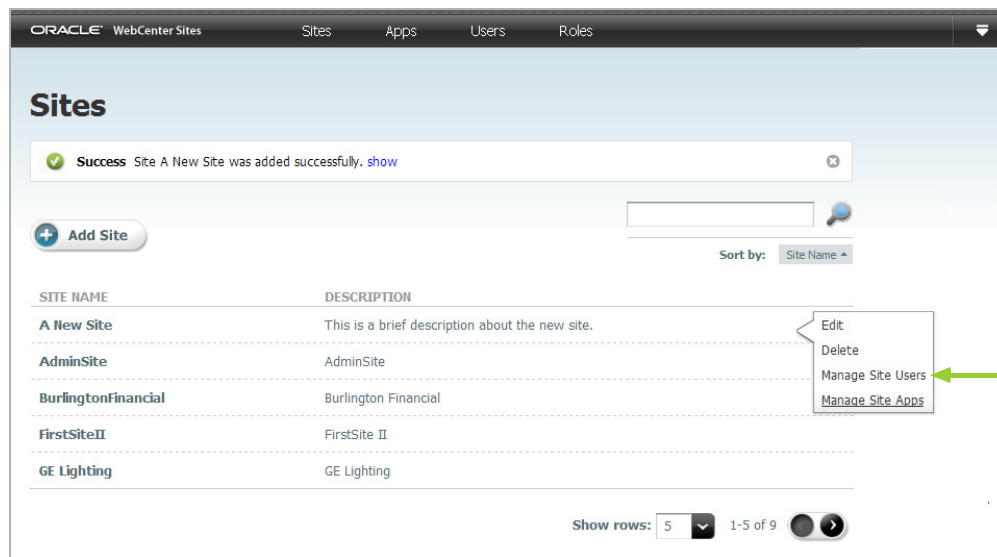 ORACLE WebCenter Sites Sites Apps Users Roles
Sites
Success Site A New Site was added successfully. show
Add Site
Sort by: Site Name
SITE NAME DESCRIPTION
A New Site This is a brief description about the new site.
Edit
Delete
Manage Site Users
Manage Site Apps
AdminSite AdminSite
BurlingtonFinancial Burlington Financial
FirstSiteII FirstSite II
GE Lighting GE Lighting
Show rows: 5 1-5 of 9